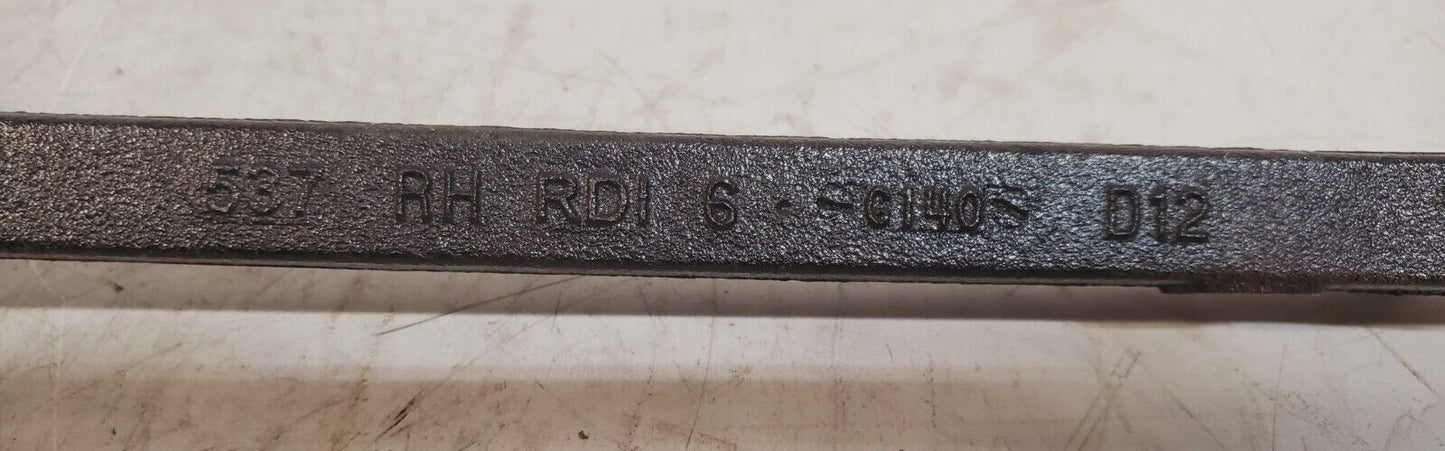 537 RH RDI 6 - ≈C140≈ D12